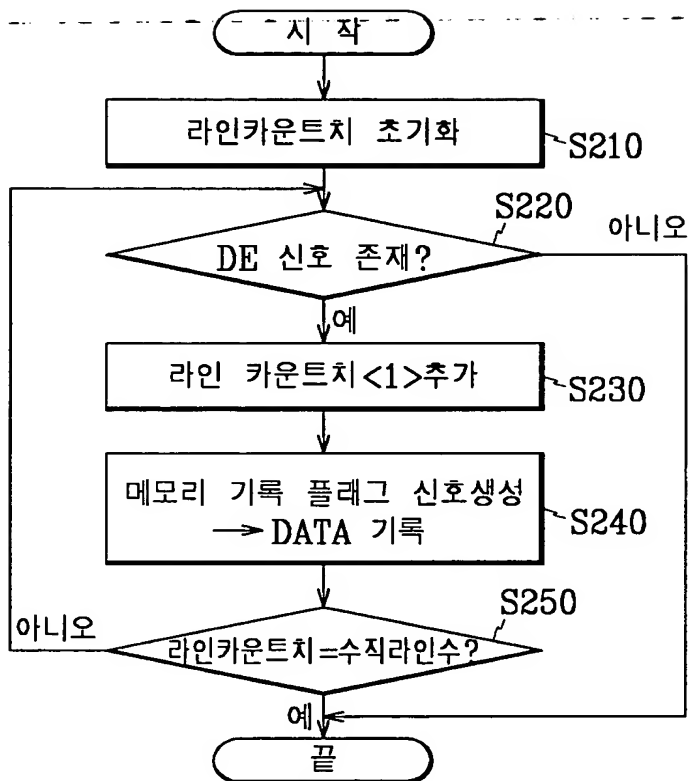 시 작
라인카운트치 초기화
S210
S220
DE 신호 존재?
아니오
예
라인 카운트치<1>추가
S230
메모리 기록 플래그 신호생성
→ DATA 기록
S240
S250
아니오
라인카운트치=수직라인수?
예
끝